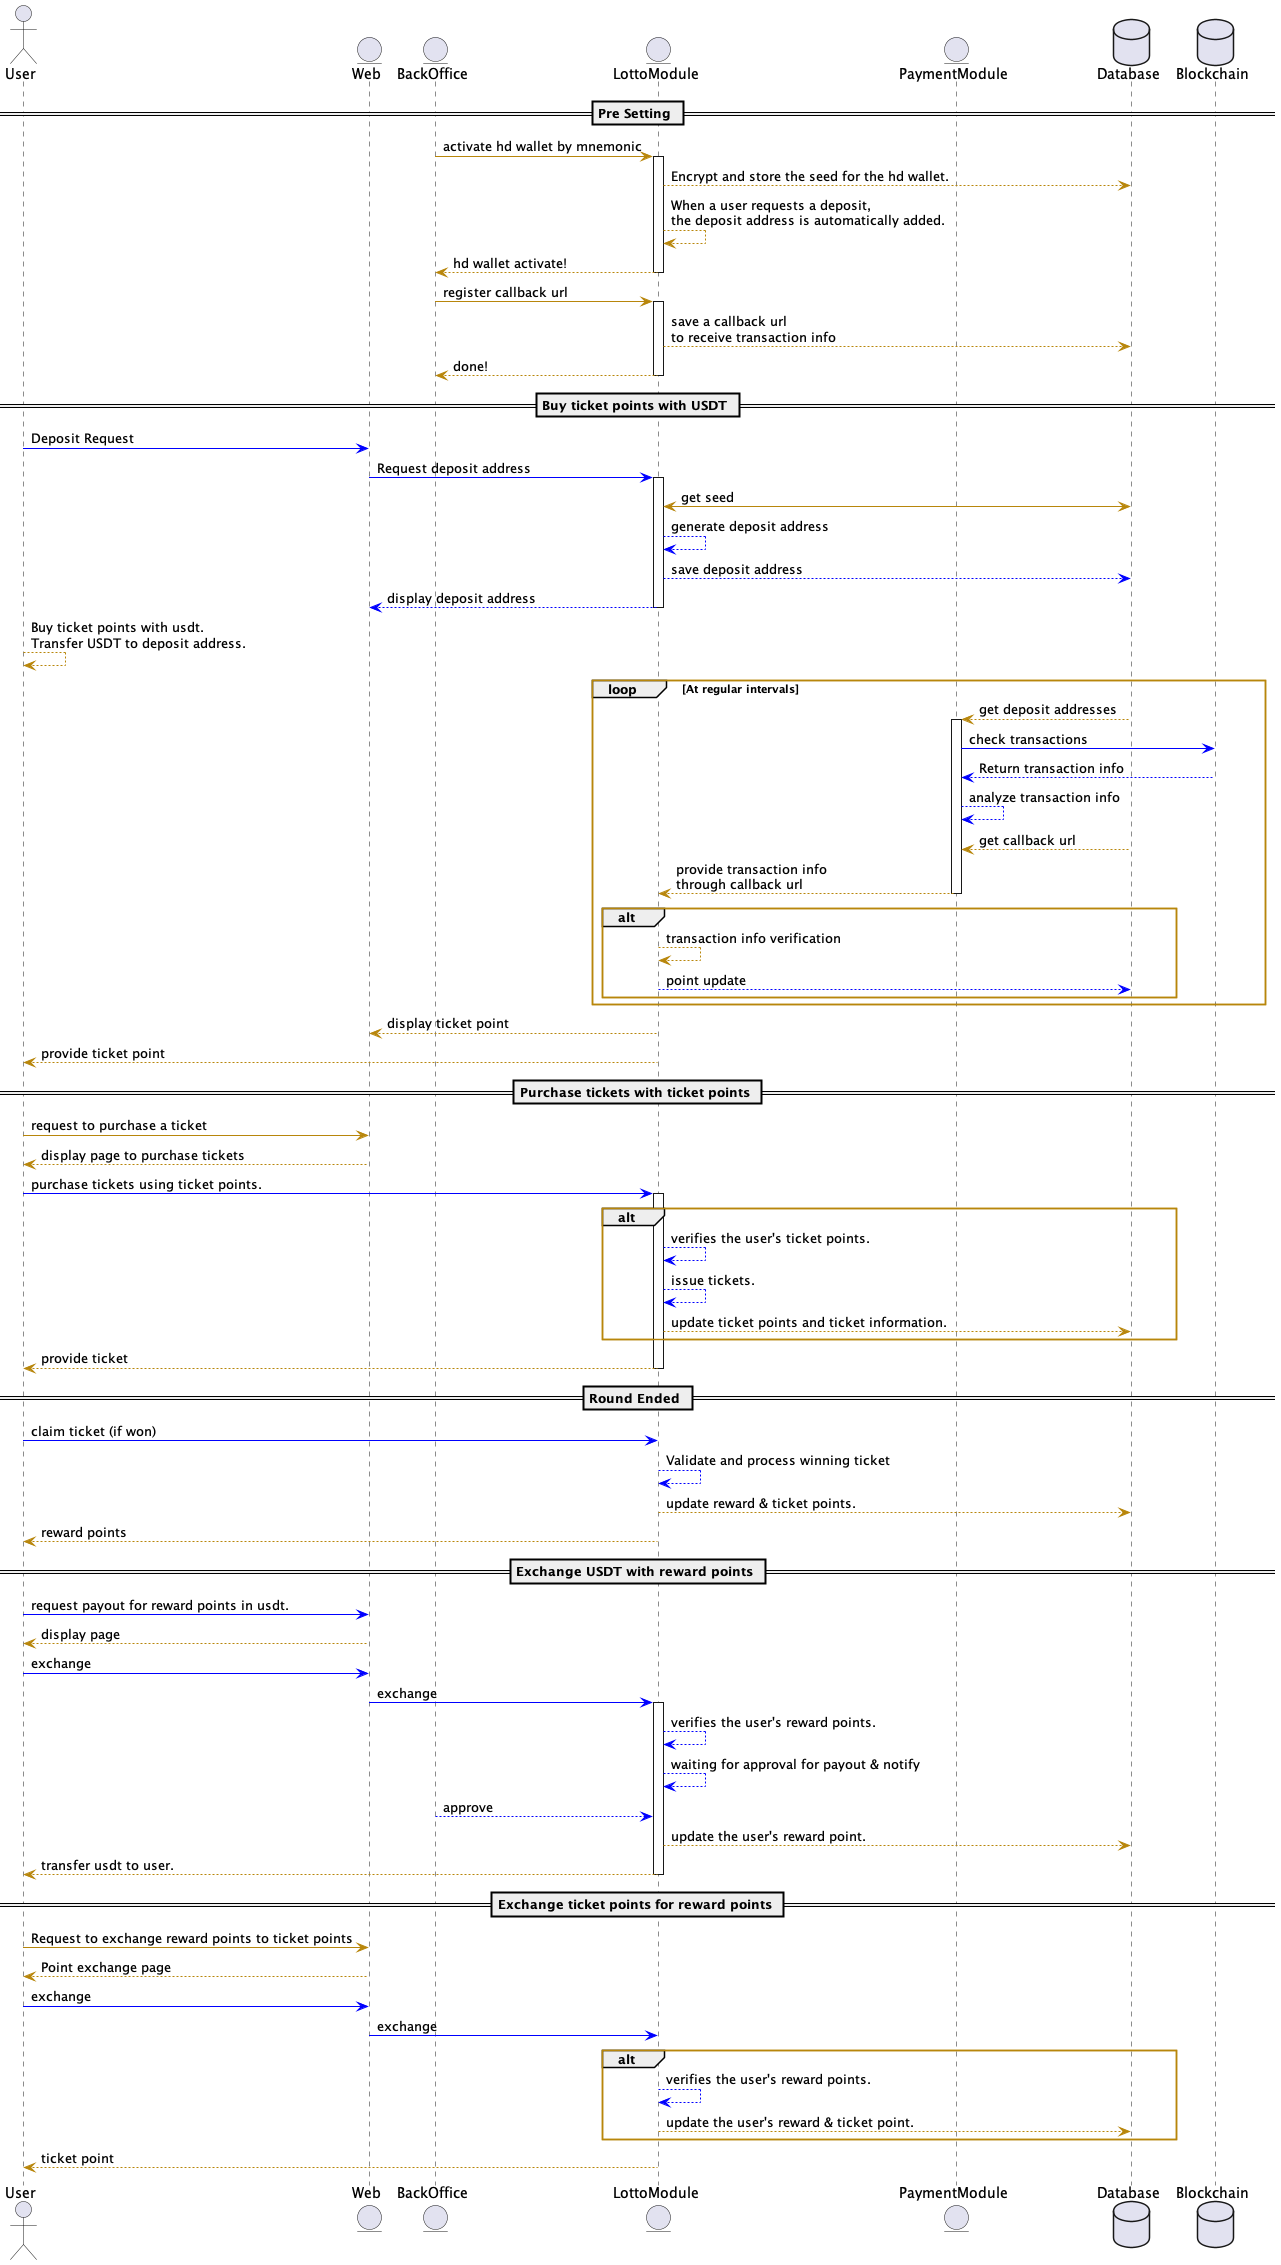 User
Web
BackOffice
LottoModule
PaymentModule
Database
Blockchain
Pre Setting
activate hd wallet by mnemonic
Encrypt and store the seed for the hd wallet.
When a user requests a deposit,
the deposit address is automatically added.
hd wallet activate!
register callback url
save a callback url
to receive transaction info
done!
Buy ticket points with USDT
Deposit Request
Request deposit address
get seed
generate deposit address
save deposit address
display deposit address
Buy ticket points with usdt.
Transfer USDT to deposit address.
loop
[At regular intervals]
get deposit addresses
check transactions
Return transaction info
analyze transaction info
get callback url
provide transaction info
through callback url
alt
transaction info verification
point update
display ticket point
provide ticket point
Purchase tickets with ticket points
request to purchase a ticket
display page to purchase tickets
purchase tickets using ticket points.
alt
verifies the user's ticket points.
issue tickets.
update ticket points and ticket information.
provide ticket
Round Ended
claim ticket (if won)
Validate and process winning ticket
update reward & ticket points.
reward points
Exchange USDT with reward points
request payout for reward points in usdt.
display page
exchange
exchange
verifies the user's reward points.
waiting for approval for payout & notify
approve
update the user's reward point.
transfer usdt to user.
Exchange ticket points for reward points
Request to exchange reward points to ticket points
Point exchange page
exchange
exchange
alt
verifies the user's reward points.
update the user's reward & ticket point.
ticket point
User
Web
BackOffice
LottoModule
PaymentModule
Database
Blockchain